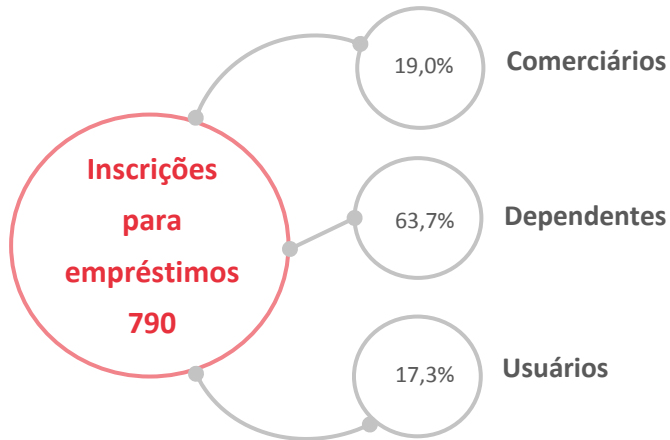 Inscrições
para
empréstimos
790
19,0% Comerciários
63,7% Dependentes
17,3% Usuários